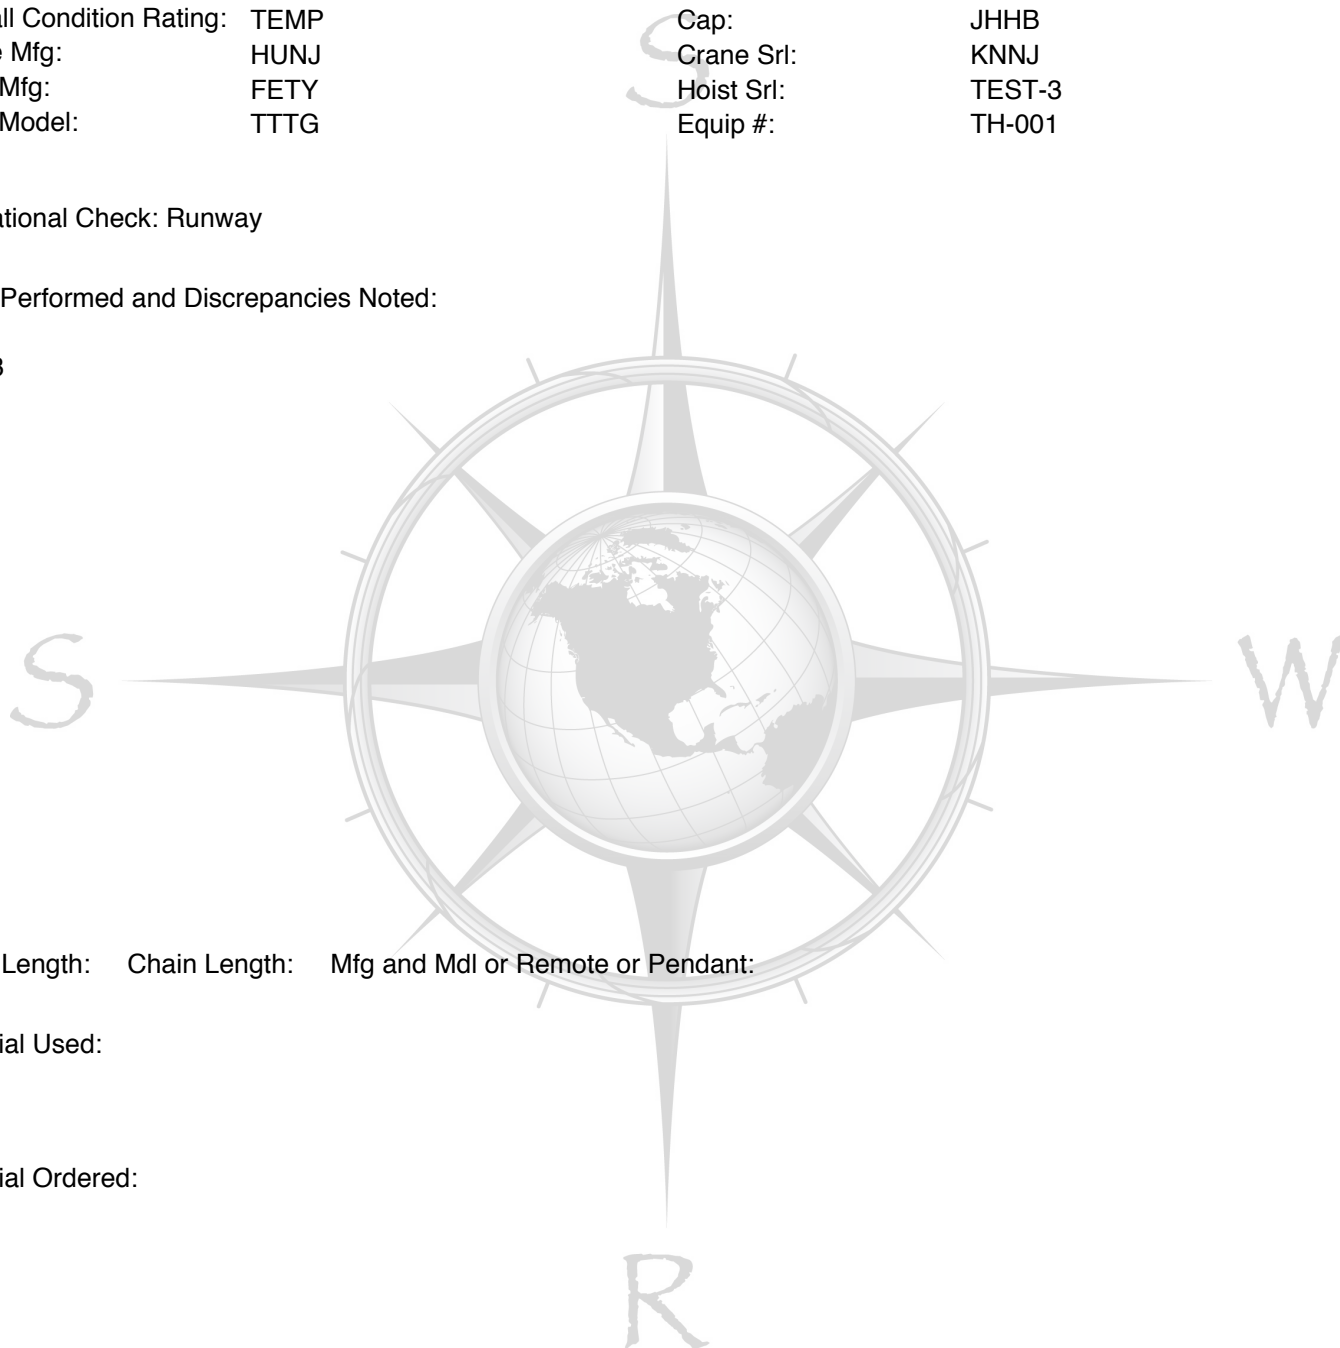 S
ll Condition Rating: TEMP Cap: JHHB
e Mfg: HUNJ Crane Srl: KNNJ
Mfg: FETY Hoist Srl: TEST-3
Model: TTTG Equip #: TH-001
ational Check: Runway
Performed and Discrepancies Noted:
3
S W
Length: Chain Length: Mfg and Mdl or Remote or Pendant:
ial Used:
ial Ordered:
R